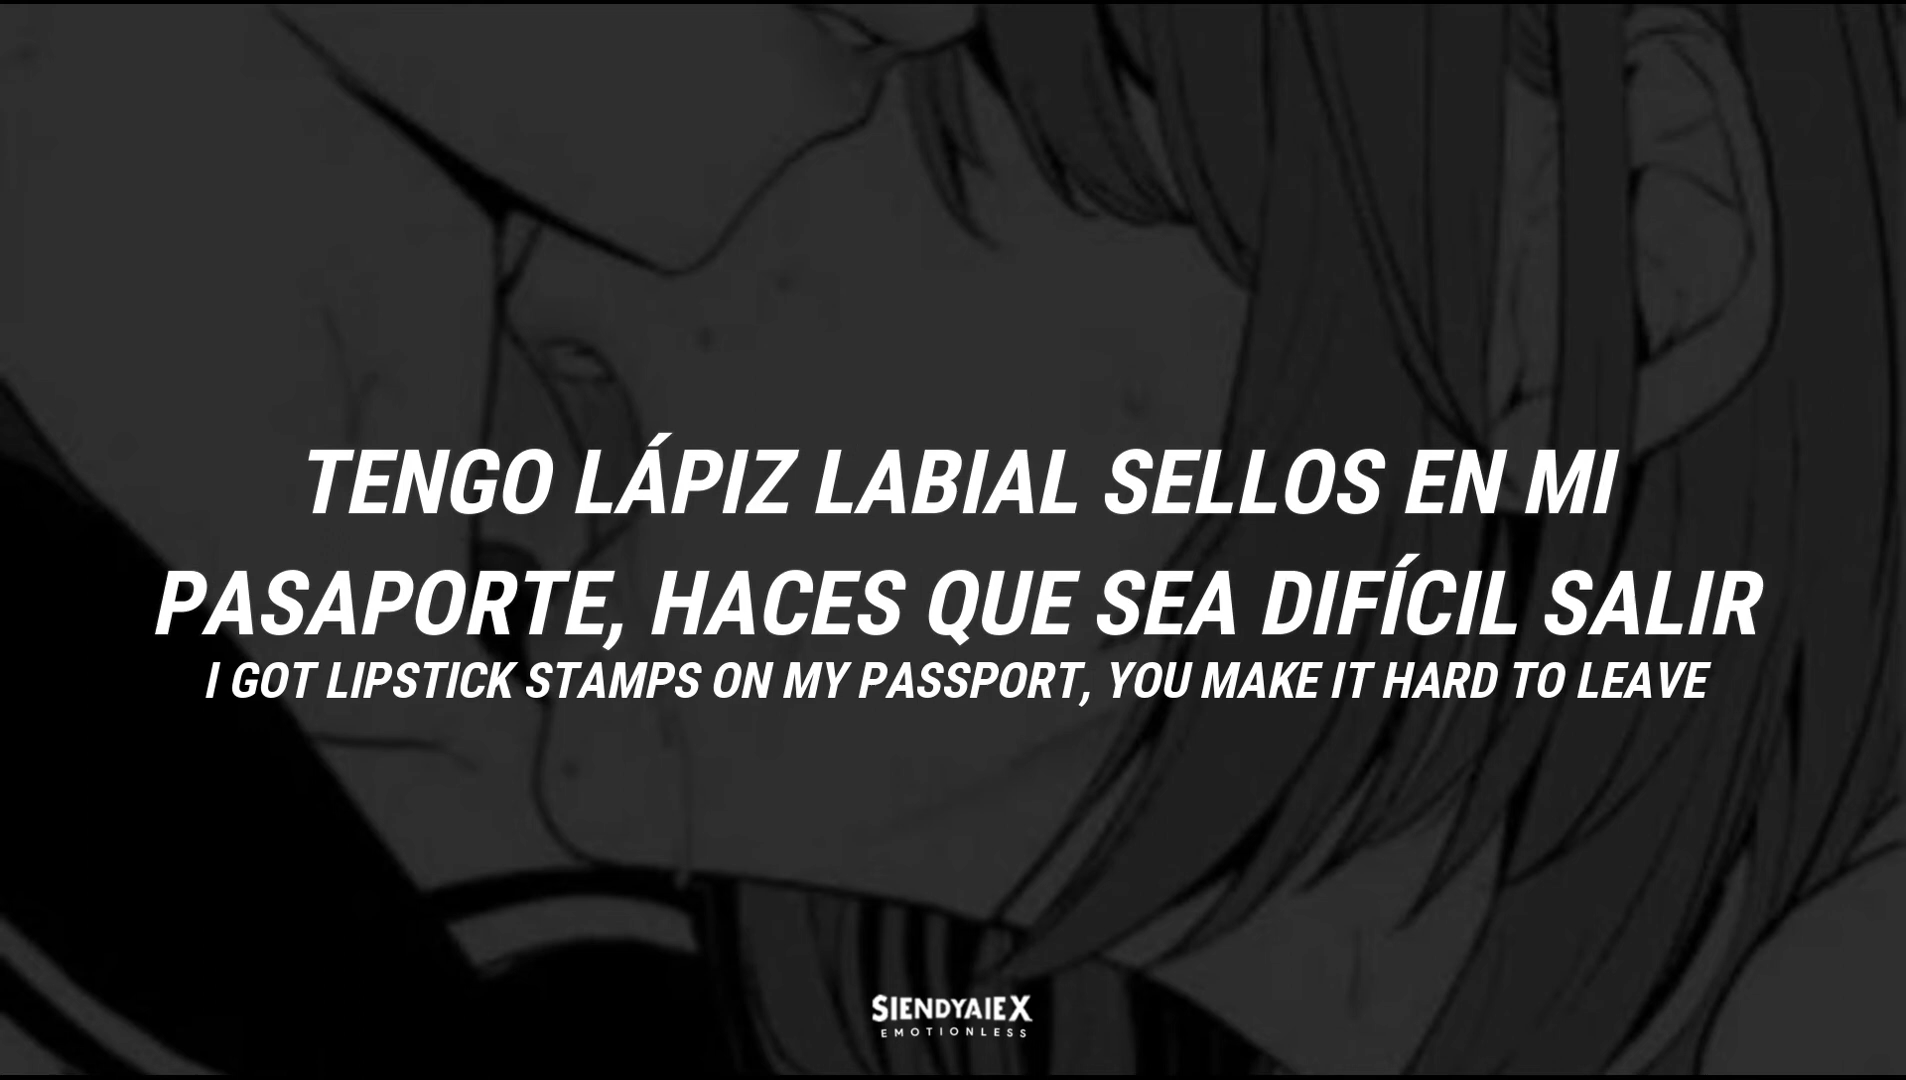 TENGO LÁPIZ LABIAL SELLOS EN MI
PASAPORTE, HACES QUE SEA DIFÍCIL SALIR
I GOT LIPSTICK STAMPS ON MY PASSPORT, YOU MAKE IT HARD TO LEAVE
SIENDYAIEX
EMOTIONLESS